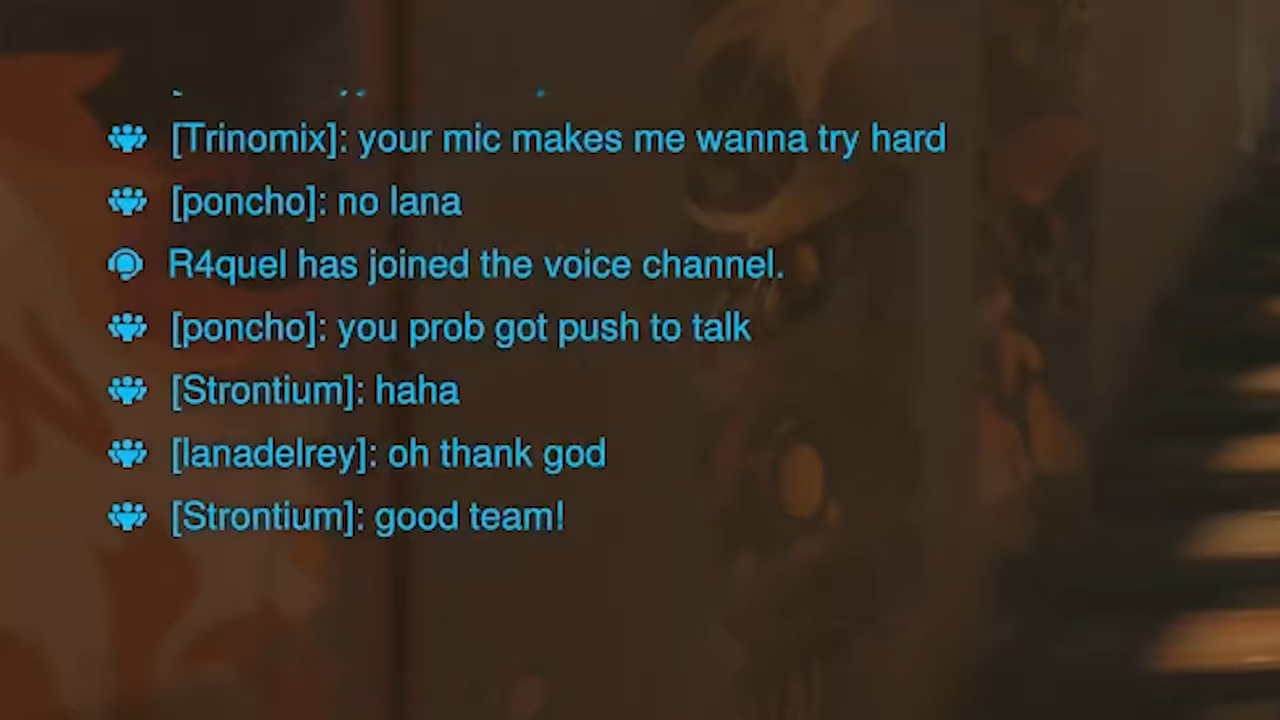 [Trinomix]: your mic makes me wanna try hard
[poncho]: no lana
R4quel has joined the voice channel.
[poncho]: you prob got push to talk
[Strontium]: haha
[lanadelrey]: oh thank god
[Strontium]: good team!